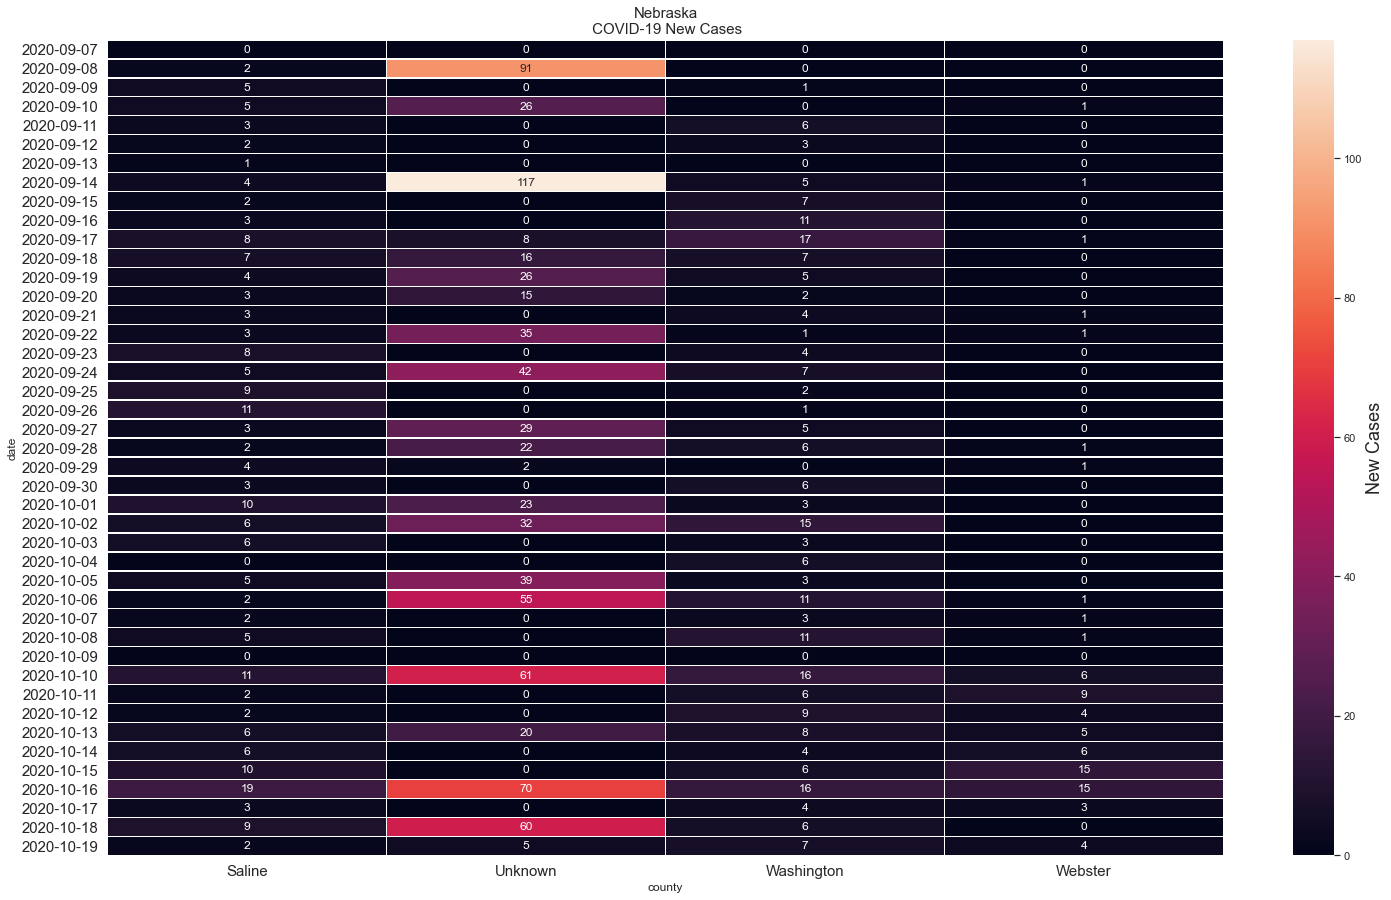 Nebraska
COVID-19 New Cases
2020-09-07 0 0 0 0
2020-09-08 2 91 0 0
2020-09-09 5 0 1 0
2020-09-10 5 26 0 1
2020-09-11 3 0 6 0
2020-09-12 2 0 3 0
2020-09-13 1 0 0 0
2020-09-14 4 117 5 1
2020-09-15 2 0 7 0
2020-09-16 3 0 11 0
2020-09-17 8 8 17 1
2020-09-18 7 16 7 0
2020-09-19 4 26 5 0
2020-09-20 3 15 2 0
2020-09-21 3 0 4 1
2020-09-22 3 35 1 1
2020-09-23 8 0 4 0
2020-09-24 5 42 7 0
2020-09-25 9 0 2 0
2020-09-26 11 0 1 0
2020-09-27 3 29 5 0
2020-09-28 2 22 6 1
2020-09-29 4 2 0 1
2020-09-30 3 0 6 0
2020-10-01 10 23 3 0
2020-10-02 6 32 15 0
2020-10-03 6 0 3 0
2020-10-04 0 0 6 0
2020-10-05 5 39 3 0
2020-10-06 2 55 11 1
2020-10-07 2 0 3 1
2020-10-08 5 0 11 1
2020-10-09 0 0 0 0
2020-10-10 11 61 16 6
2020-10-11 2 0 6 9
2020-10-12 2 0 9 4
2020-10-13 6 20 8 5
2020-10-14 6 0 4 6
2020-10-15 10 0 6 15
2020-10-16 19 70 16 15
2020-10-17 3 0 4 3
2020-10-18 9 60 6 0
2020-10-19 2 5 7 4
Saline Unknown Washington Webster
county
date
100
80
60
40
20
0
New Cases